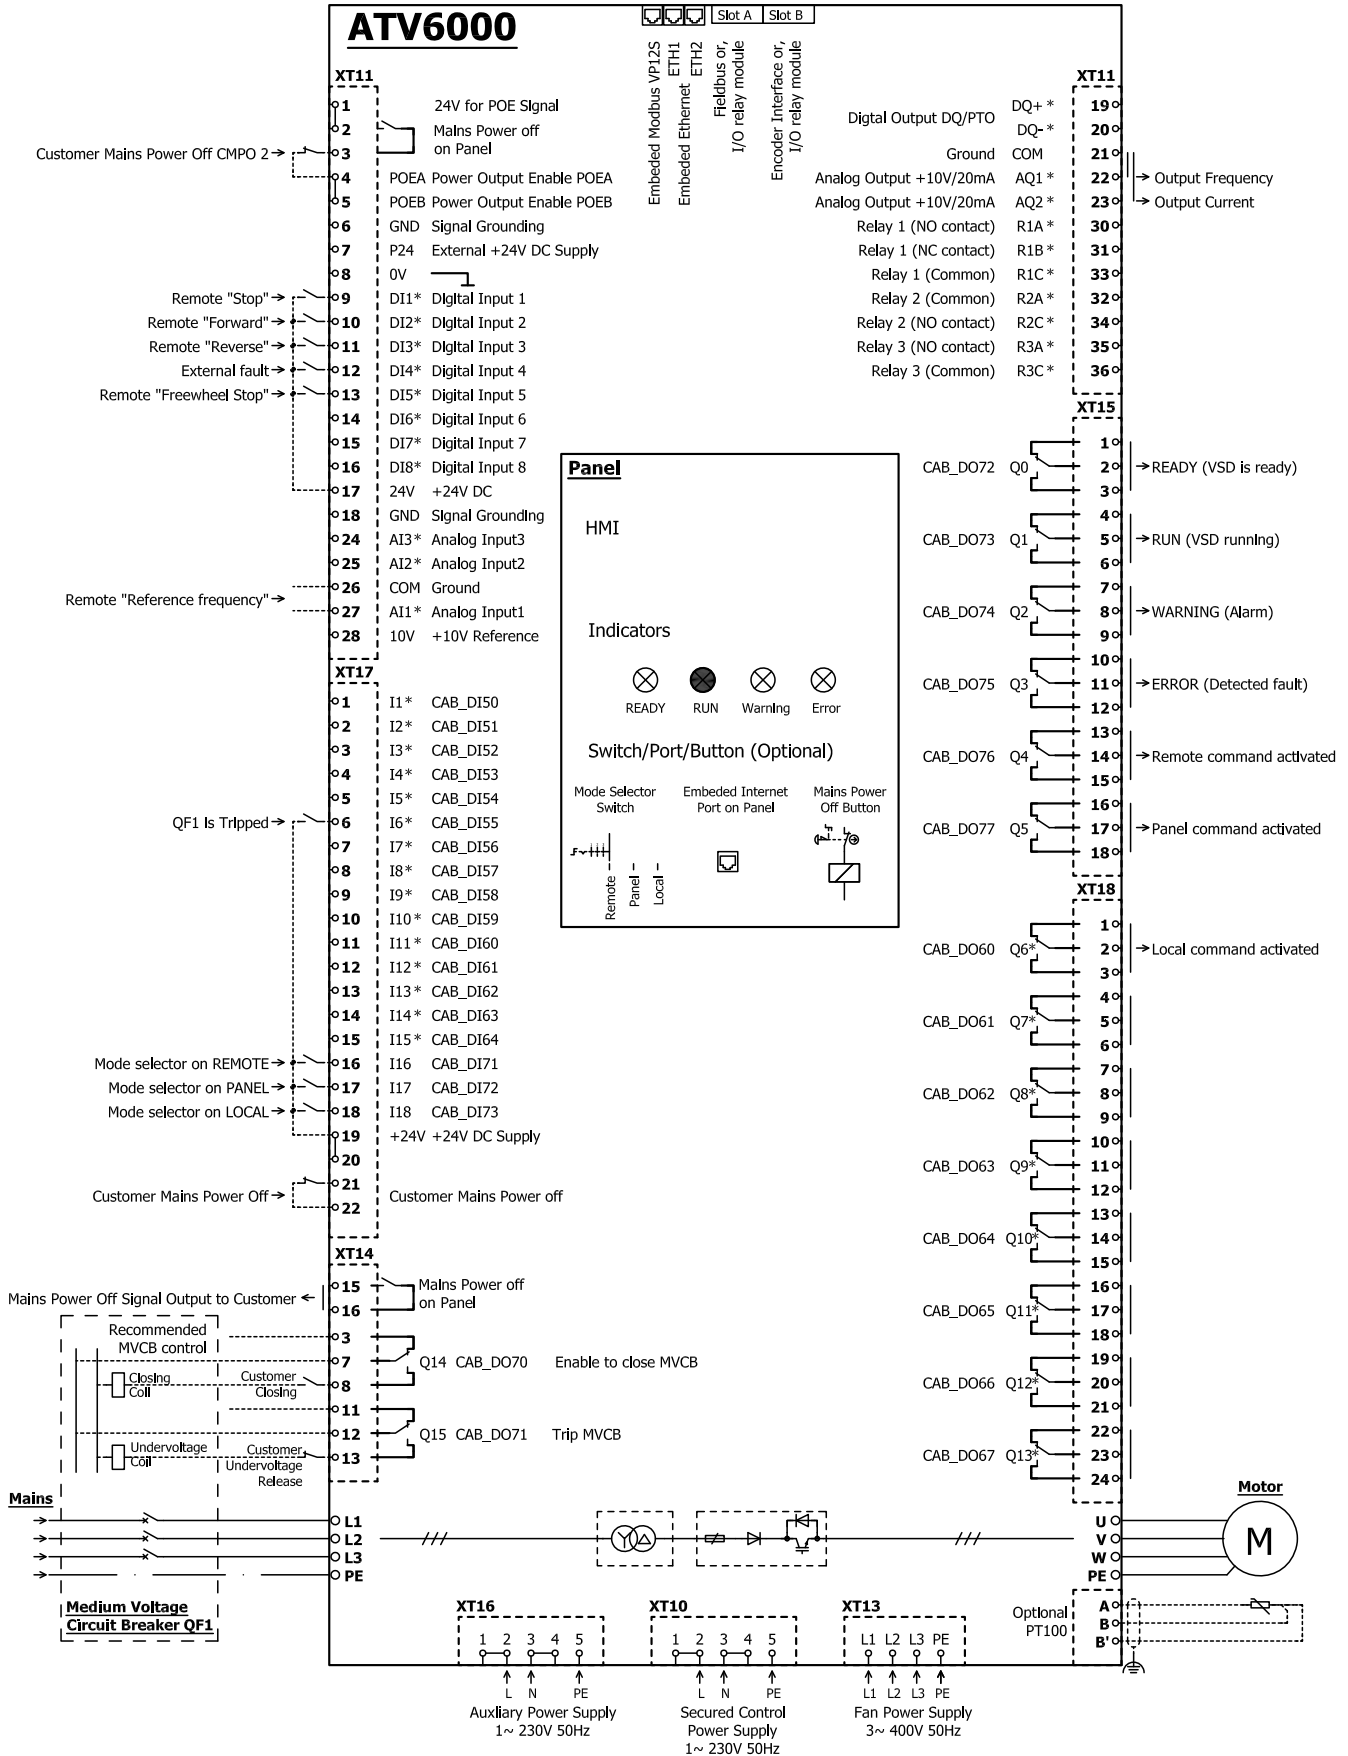 ATV6000
Slot A
Slot B
Embeded Modbus VP12S
ETH1
Embeded Ethernet
ETH2
Fieldbus or,
I/O relay module
Encoder Interface or,
I/O relay module
XT11
1 24V for POE Signal
2 Mains Power off
on Panel
3
Customer Mains Power Off CMPO 2
4 POEA Power Output Enable POEA
5 POEB Power Output Enable POEB
6 GND Signal Grounding
7 P24 External +24V DC Supply
8 0V
Remote "Stop" 9 DI1* Digital Input 1
Remote "Forward" 10 DI2* Digital Input 2
Remote "Reverse" 11 DI3* Digital Input 3
External fault 12 DI4* Digital Input 4
Remote "Freewheel Stop" 13 DI5* Digital Input 5
14 DI6* Digital Input 6
15 DI7* Digital Input 7
16 DI8* Digital Input 8
17 24V +24V DC
18 GND Signal Grounding
24 AI3* Analog Input3
25 AI2* Analog Input2
26 COM Ground
Remote "Reference frequency"
27 AI1* Analog Input1
28 10V +10V Reference
XT17
1 I1* CAB_DI50
2 I2* CAB_DI51
3 I3* CAB_DI52
4 I4* CAB_DI53
5 I5* CAB_DI54
QF1 Is Tripped 6 I6* CAB_DI55
7 I7* CAB_DI56
8 I8* CAB_DI57
9 I9* CAB_DI58
10 I10* CAB_DI59
11 I11* CAB_DI60
12 I12* CAB_DI61
13 I13* CAB_DI62
14 I14* CAB_DI63
15 I15* CAB_DI64
Mode selector on REMOTE 16 I16 CAB_DI71
Mode selector on PANEL 17 I17 CAB_DI72
Mode selector on LOCAL 18 I18 CAB_DI73
19 +24V +24V DC Supply
20
21
Customer Mains Power Off
22 Customer Mains Power off
XT14
15 Mains Power off
on Panel
Mains Power Off Signal Output to Customer
16
Recommended
MVCB control
3
7 Q14 CAB_DO70 Enable to close MVCB
Closing
Coil
Customer
Closing
8
11
12 Q15 CAB_DO71 Trip MVCB
Undervoltage
Coil
Customer
Undervoltage
Release
13
Mains
L1
L2
L3
PE
Medium Voltage
Circuit Breaker QF1
Panel
HMI
Indicators
READY RUN Warning Error
Switch/Port/Button (Optional)
Mode Selector
Switch
Embeded Internet
Port on Panel
Mains Power
Off Button
Remote
Panel
Local
XT11
Digtal Output DQ/PTO
DQ+ * 19
DQ- * 20
Ground COM 21
Analog Output +10V/20mA AQ1 * 22 Output Frequency
Analog Output +10V/20mA AQ2 * 23 Output Current
Relay 1 (NO contact) R1A * 30
Relay 1 (NC contact) R1B * 31
Relay 1 (Common) R1C * 33
Relay 2 (Common) R2A * 32
Relay 2 (NO contact) R2C * 34
Relay 3 (NO contact) R3A * 35
Relay 3 (Common) R3C * 36
XT15
1
CAB_DO72 Q0 2 READY (VSD is ready)
3
4
CAB_DO73 Q1 5 RUN (VSD running)
6
7
CAB_DO74 Q2 8 WARNING (Alarm)
9
10
CAB_DO75 Q3 11 ERROR (Detected fault)
12
13
CAB_DO76 Q4 14 Remote command activated
15
16
CAB_DO77 Q5 17 Panel command activated
18
XT18
1
CAB_DO60 Q6* 2 Local command activated
3
4
CAB_DO61 Q7* 5
6
7
CAB_DO62 Q8* 8
9
10
CAB_DO63 Q9* 11
12
13
CAB_DO64 Q10* 14
15
16
CAB_DO65 Q11* 17
18
19
CAB_DO66 Q12* 20
21
22
CAB_DO67 Q13* 23
24
Motor
M
U
V
W
PE
Optional
PT100
A
B
B'
XT16
1 2 3 4 5
L N PE
Auxliary Power Supply
1~ 230V 50Hz
XT10
1 2 3 4 5
L N PE
Secured Control
Power Supply
1~ 230V 50Hz
XT13
L1 L2 L3 PE
L1 L2 L3 PE
Fan Power Supply
3~ 400V 50Hz